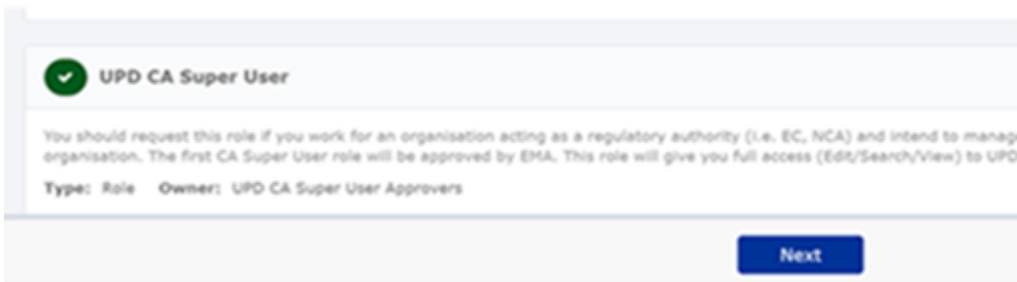 UPD CA Super User
You should request this role if you work for an organisation acting as a regulatory authority (i.e. EC, NCA) and intend to manag
organisation. The first CA Super User role will be approved by EMA. This role will give you full access (Edit/Search/View) to UPD
Type: Role Owner: UPD CA Super User Approvers
Next